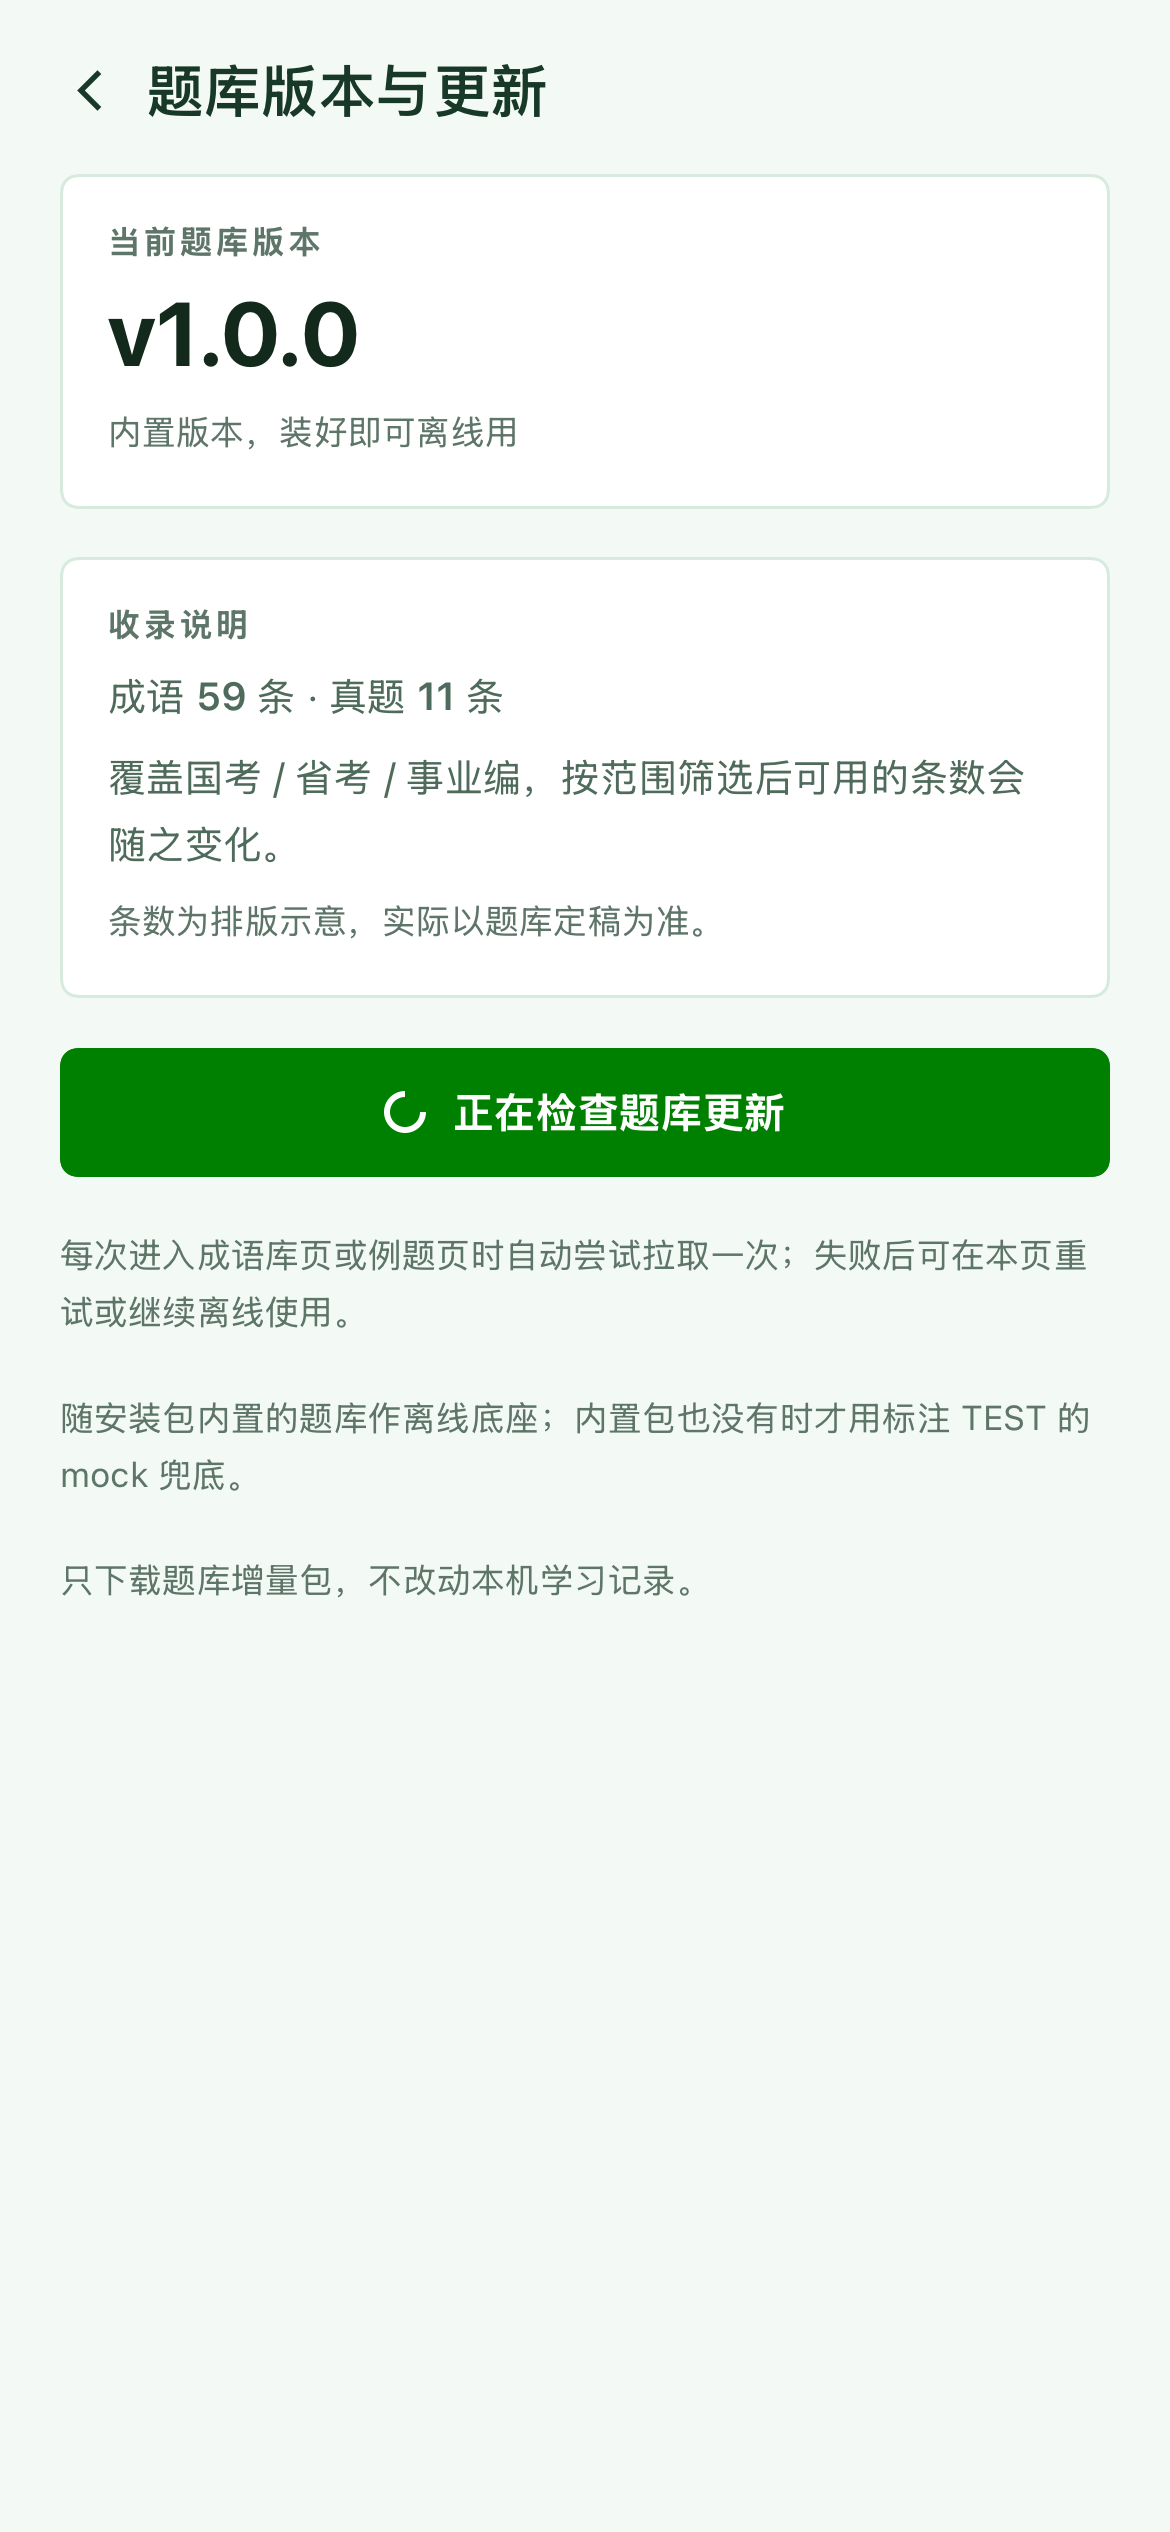 题库版本与更新
当前题库版本
v1.0.0
内置版本，装好即可离线用
收录说明
成语 59 条 · 真题 11 条
覆盖国考 / 省考 / 事业编，按范围筛选后可用的条数会
随之变化。
条数为排版示意，实际以题库定稿为准。
正在检查题库更新
每次进入成语库页或例题页时自动尝试拉取一次；失败后可在本页重
试或继续离线使用。
随安装包内置的题库作离线底座；内置包也没有时才用标注 TEST 的
mock 兜底。
只下载题库增量包，不改动本机学习记录。